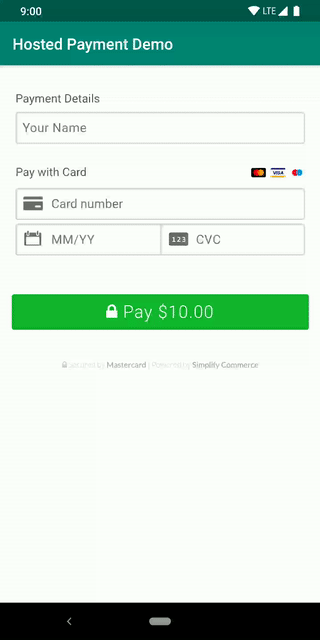 9:00
LTE
Hosted Payment Demo
Payment Details
Your Name
Pay with Card
VISA
Card number
MM/YY
123
CVC
Pay $10.00
secured by Mastercard | Powered by Simplify Commerce